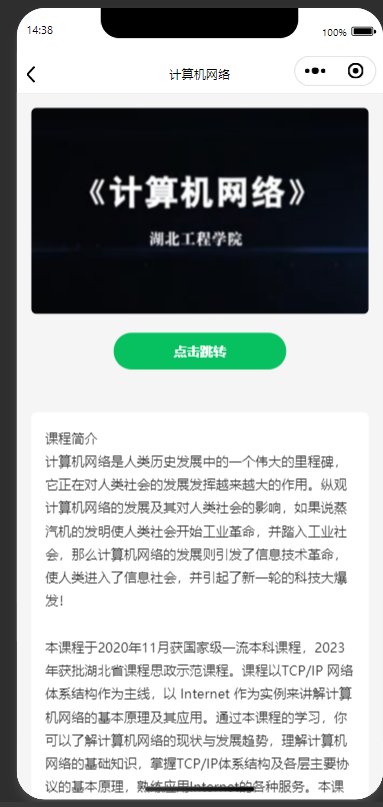 14:38
100%
计算机网络
《计算机网络》
湖北工程学院
点击跳转
课程简介
计算机网络是人类历史发展中的一个伟大的里程碑，
它正在对人类社会的发展发挥越来越大的作用。纵观
计算机网络的发展及其对人类社会的影响，如果说蒸
汽机的发明使人类社会开始工业革命，并踏入工业社
会，那么计算机网络的发展则引发了信息技术革命，
使人类进入了信息社会，并引起了新一轮的科技大爆
发！
本课程于2020年11月获国家级一流本科课程，2023
年获批湖北省课程思政示范课程。课程以TCP/IP 网络
体系结构作为主线，以 Internet 作为实例来讲解计算
机网络的基本原理及其应用。通过本课程的学习，你
可以了解计算机网络的现状与发展趋势，理解计算机
网络的基础知识，掌握TCP/IP体系结构及各层主要协
议的基本原理，熟练应用Internet的各种服务。本课